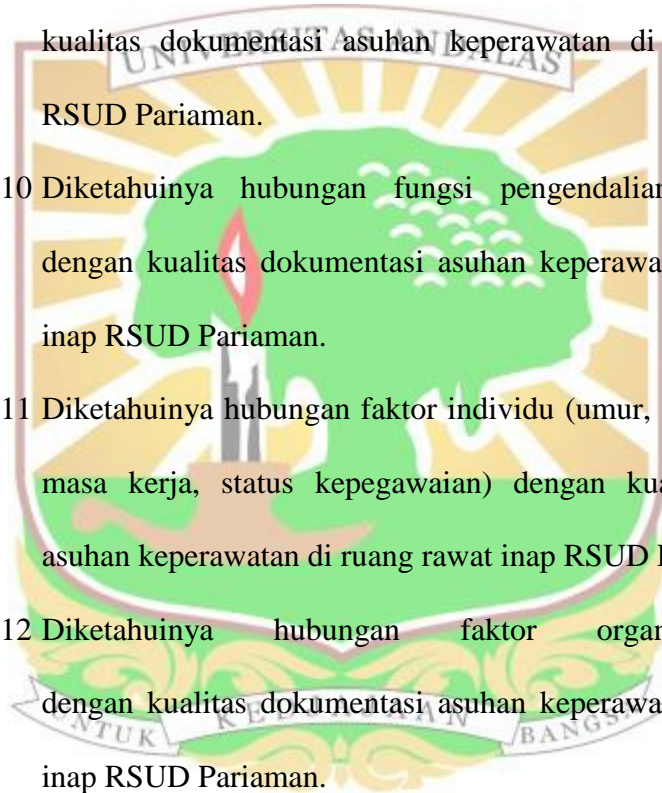 kualitas dokumentasi asuhan keperawatan di
UNIVERSITAS ANDALAS
RSUD Pariaman.
10 Diketahuinya hubungan fungsi pengendalian
dengan kualitas dokumentasi asuhan keperawa
inap RSUD Pariaman.
11 Diketahuinya hubungan faktor individu (umur,
masa kerja, status kepegawaian) dengan kua
asuhan keperawatan di ruang rawat inap RSUD
12 Diketahuinya hubungan faktor organ
dengan kualitas dokumentasi asuhan keperawa
UNTUK KEDJAJAAN BANGSA
inap RSUD Pariaman.